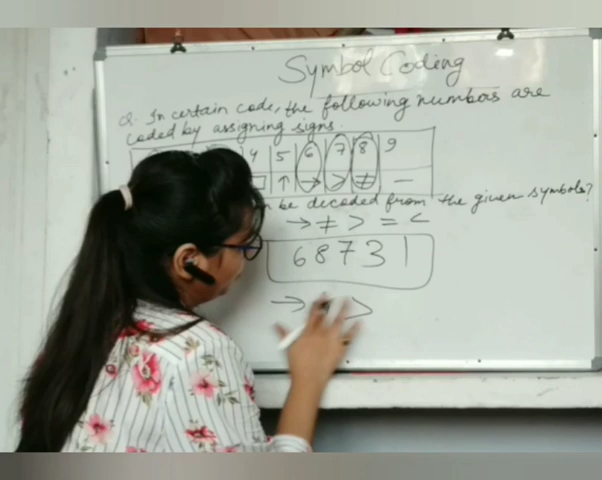 Symbol Coding
Q. In certain code, the following numbers are
coded by assigning signs.
4 5 6 7 8 9
□ ↑ → > ≠ —
n be decoded from the given symbols?
→ ≠ > = <
6 8 7 3 1
→ >